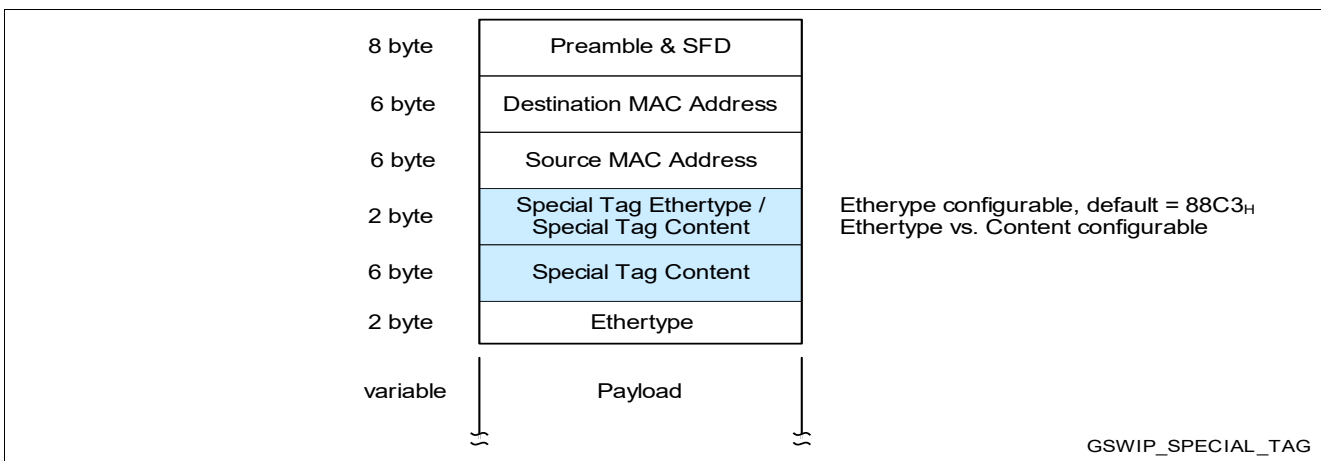 8 byte Preamble & SFD
6 byte Destination MAC Address
6 byte Source MAC Address
2 byte Special Tag Ethertype /
Special Tag Content
Etherype configurable, default = 88C3H
Ethertype vs. Content configurable
6 byte Special Tag Content
2 byte Ethertype
variable Payload
GSWIP_SPECIAL_TAG